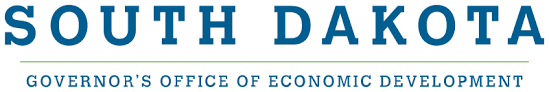 SOUTH DAKOTA
GOVERNOR'S OFFICE OF ECONOMIC DEVELOPMENT